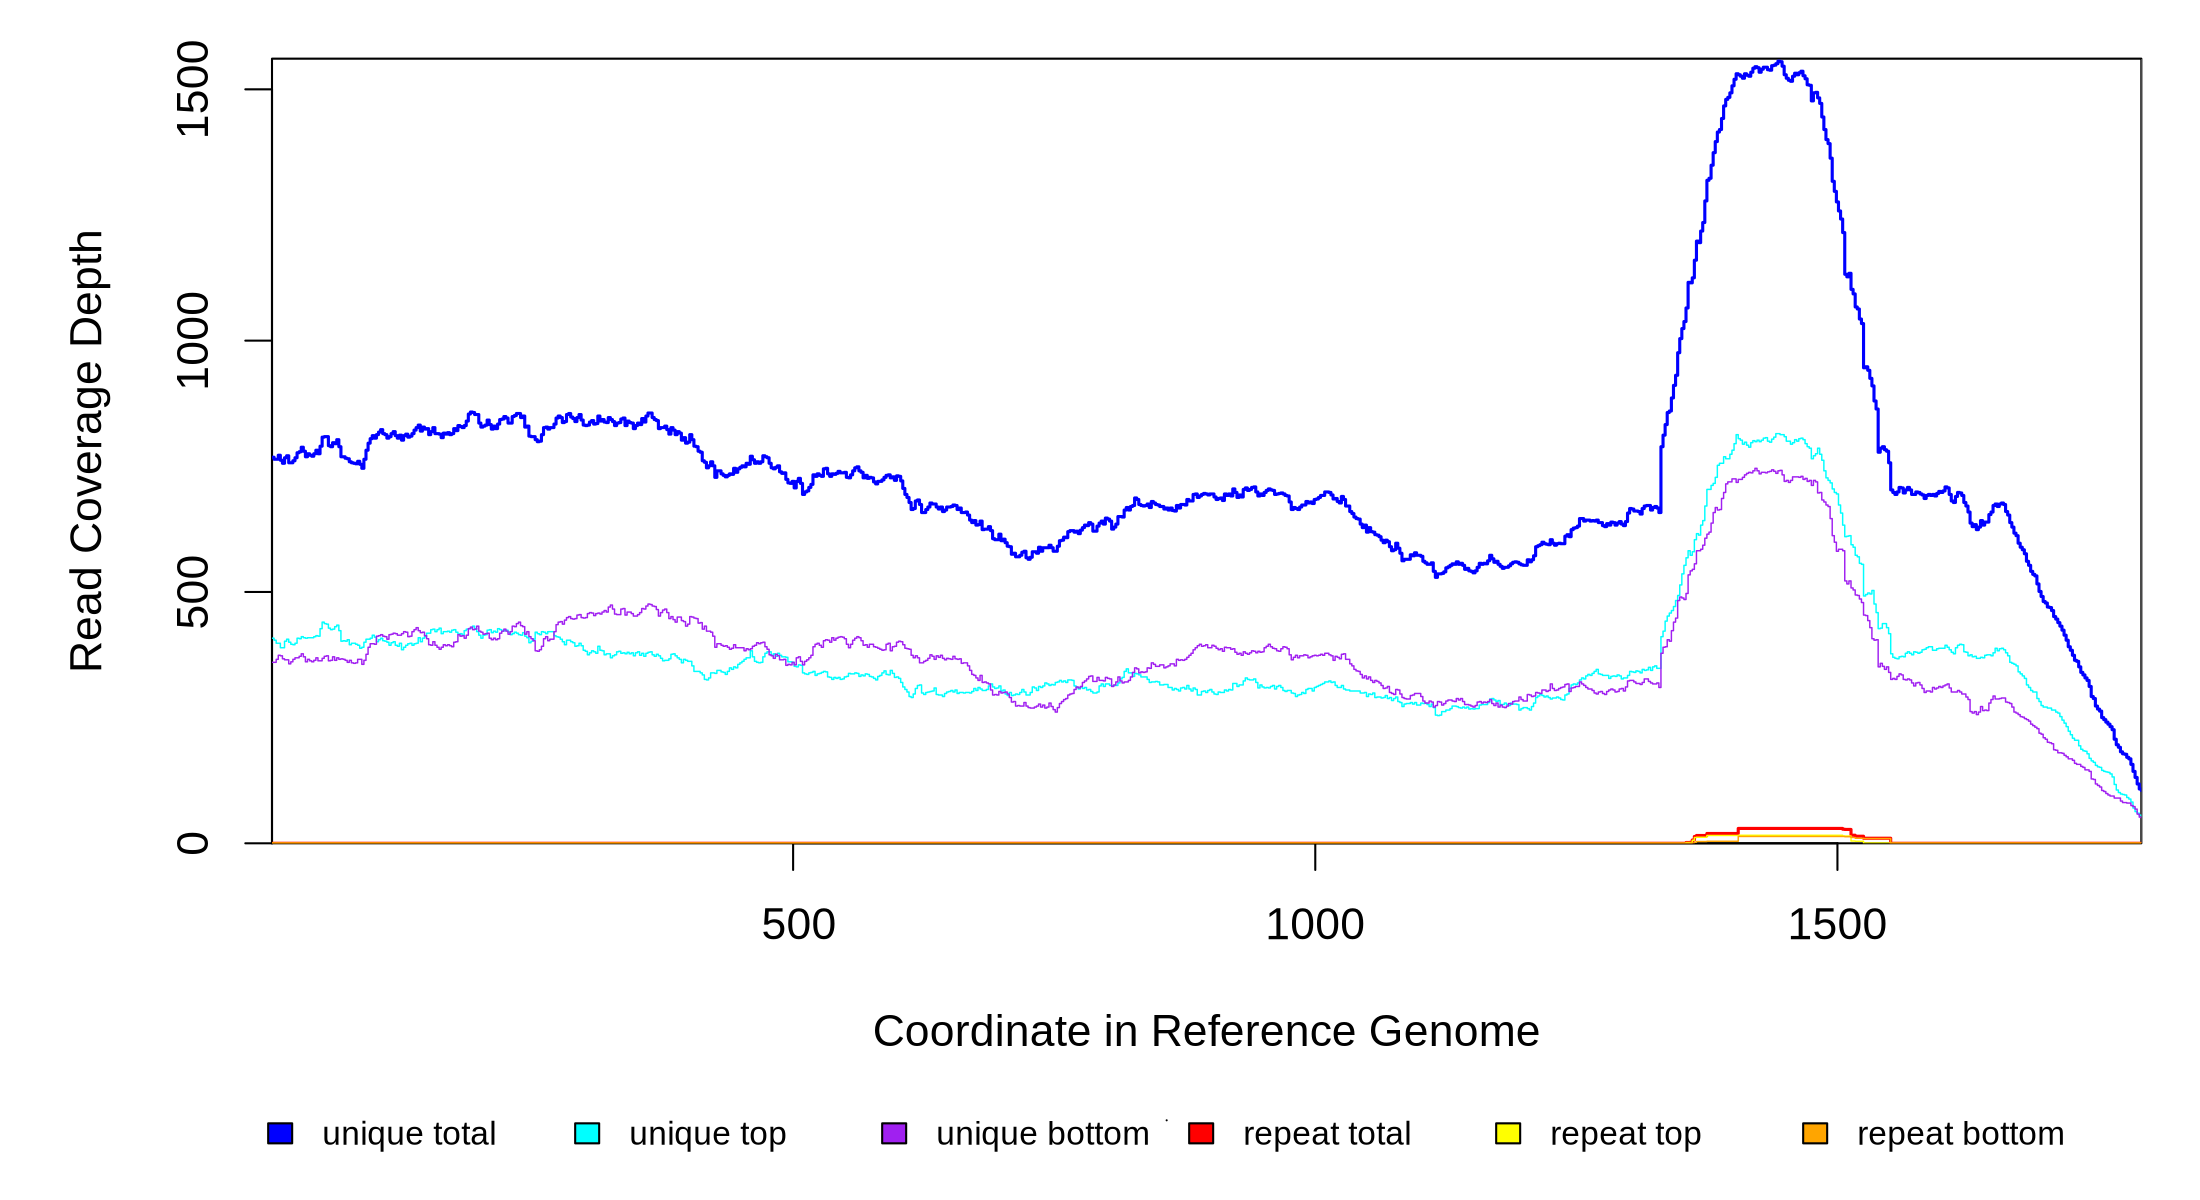 1500
1000
500
0
Read Coverage Depth
500 1000 1500
Coordinate in Reference Genome
unique total unique top unique bottom repeat total repeat top repeat bottom